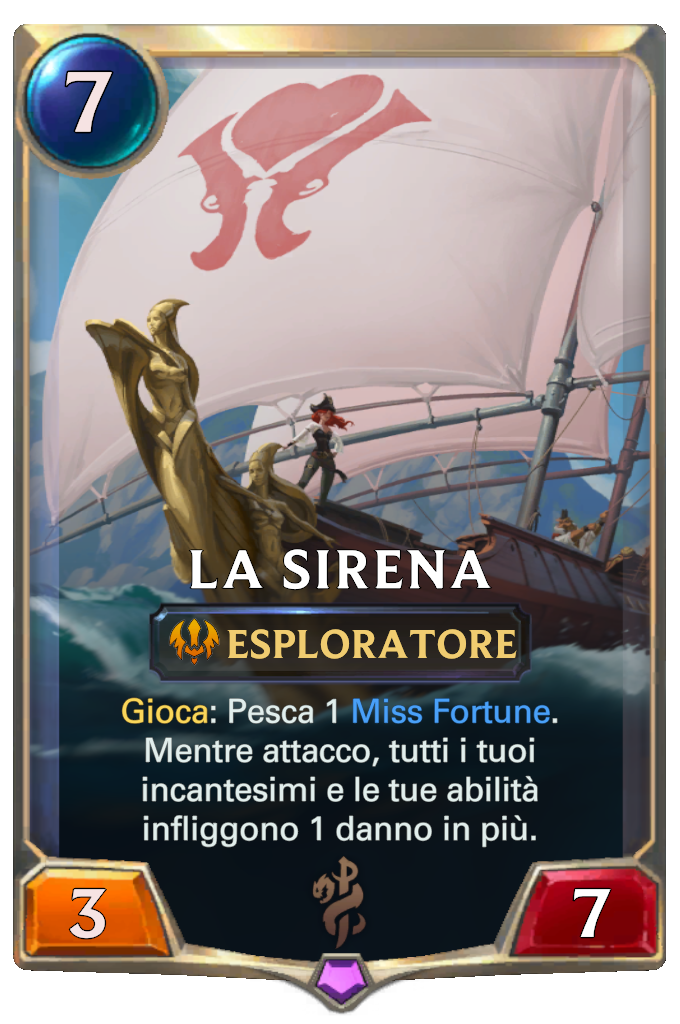 7
LA SIRENA
ESPLORATORE
Gioca: Pesca 1 Miss Fortune.
Mentre attacco, tutti i tuoi
incantesimi e le tue abilità
infliggono 1 danno in più.
3
7